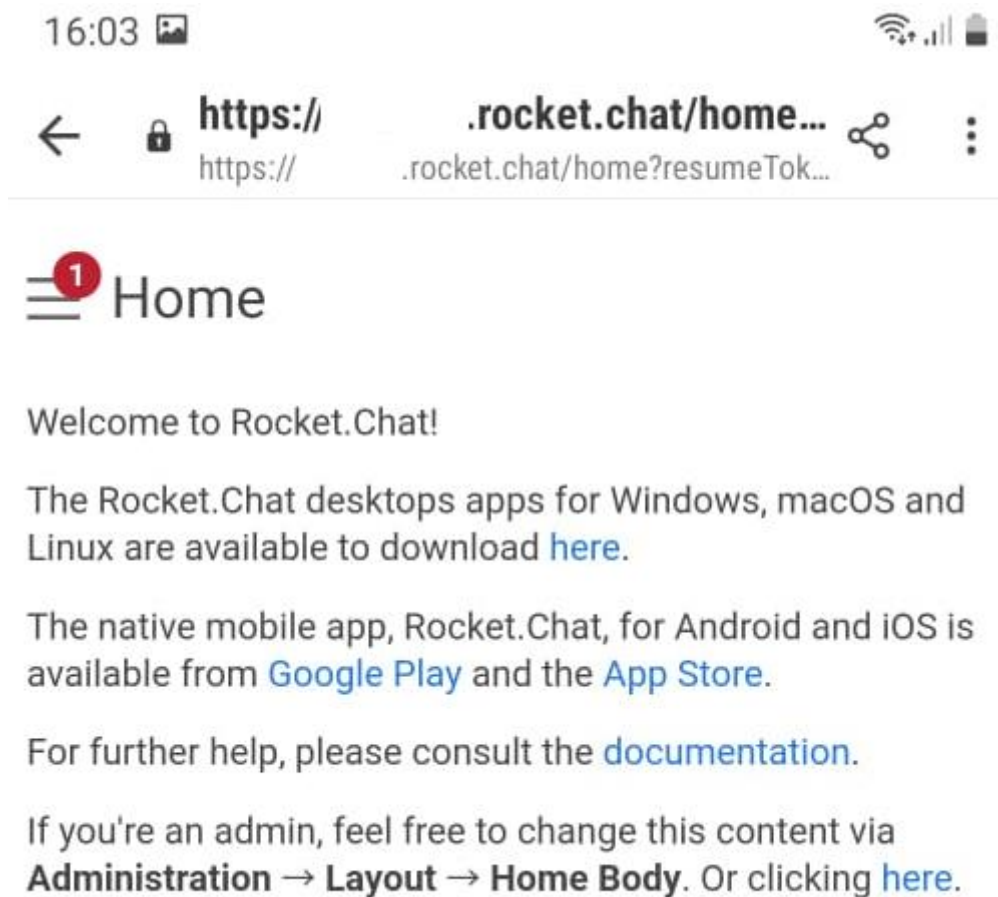 16:03
https:// .rocket.chat/home...
https:// .rocket.chat/home?resumeTok...
1
Home
Welcome to Rocket.Chat!
The Rocket.Chat desktops apps for Windows, macOS and
Linux are available to download here.
The native mobile app, Rocket.Chat, for Android and iOS is
available from Google Play and the App Store.
For further help, please consult the documentation.
If you're an admin, feel free to change this content via
Administration → Layout → Home Body. Or clicking here.